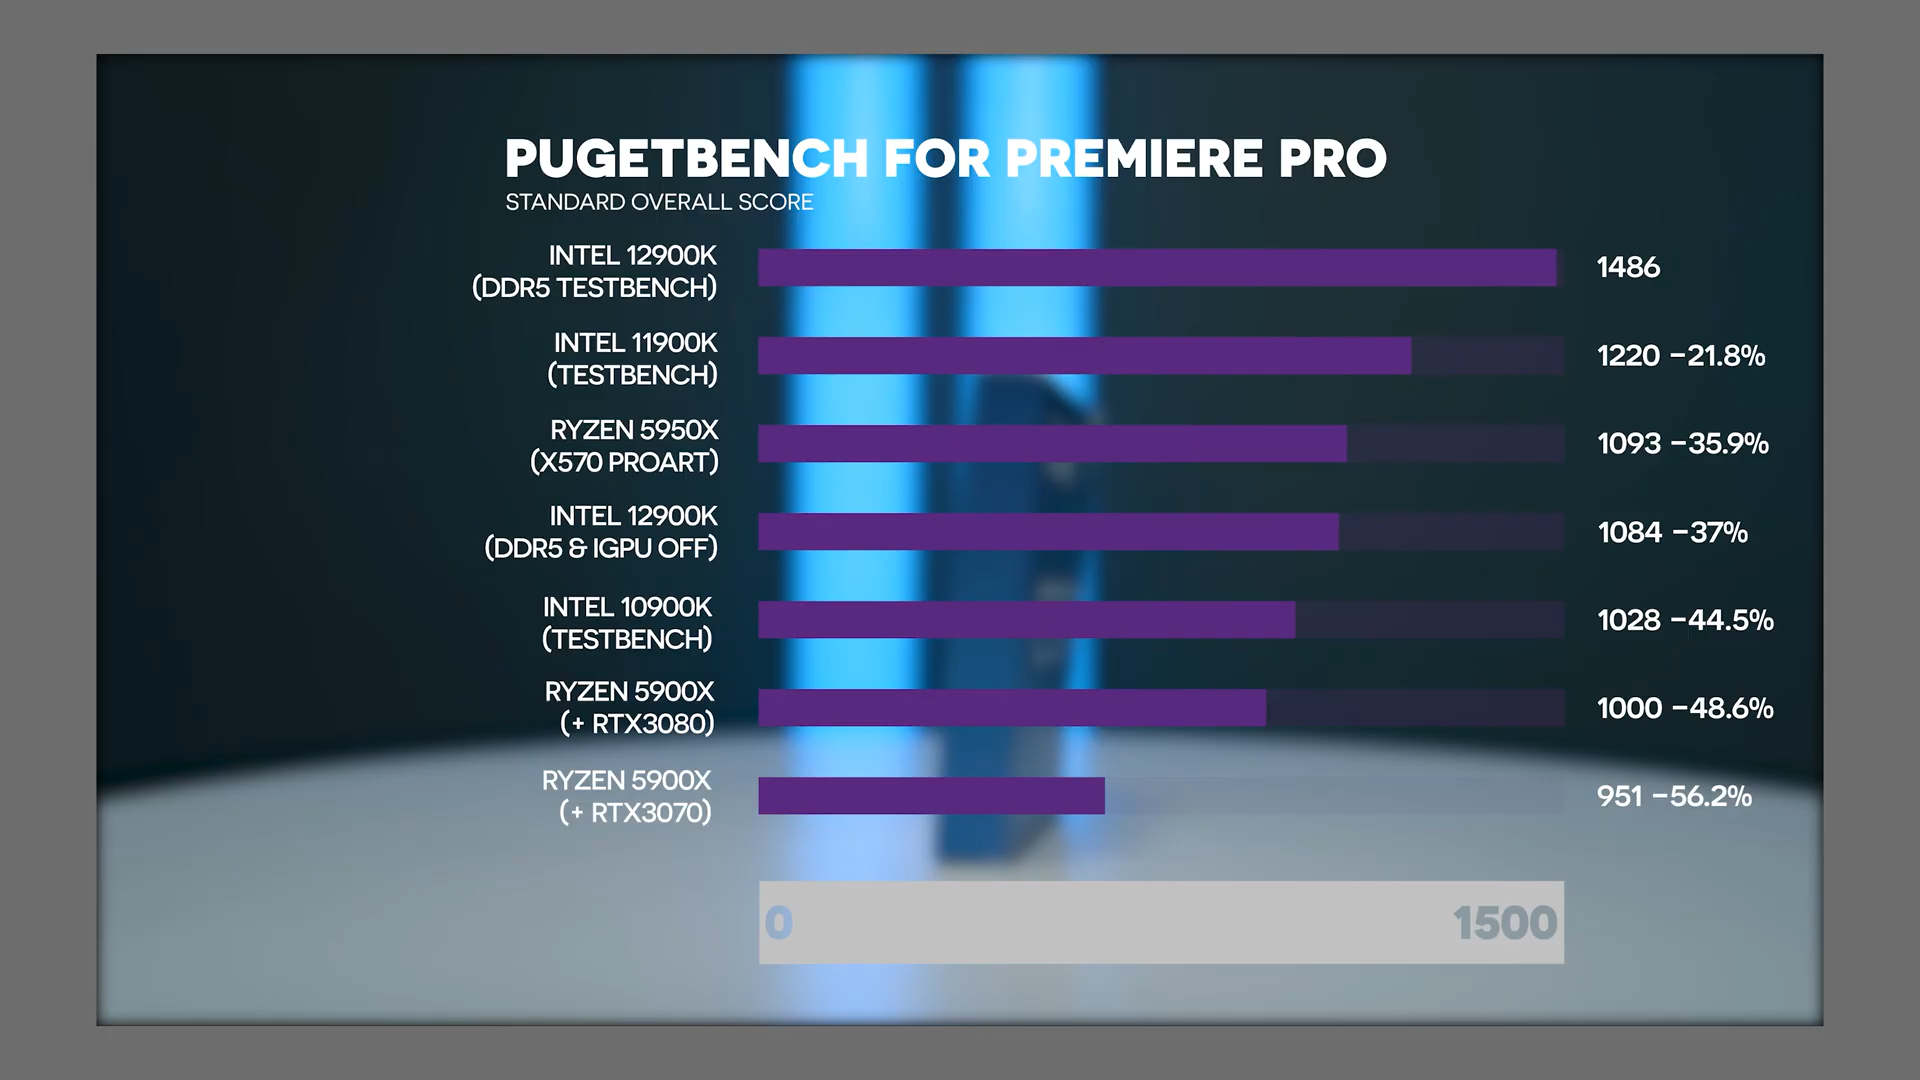 PUGETBENCH FOR PREMIERE PRO
STANDARD OVERALL SCORE
INTEL 12900K
(DDR5 TESTBENCH)
1486
INTEL 11900K
(TESTBENCH)
1220 -21.8%
RYZEN 5950X
(X570 PROART)
1093 -35.9%
INTEL 12900K
(DDR5 & IGPU OFF)
1084 -37%
INTEL 10900K
(TESTBENCH)
1028 -44.5%
RYZEN 5900X
(+ RTX3080)
1000 -48.6%
RYZEN 5900X
(+ RTX3070)
951 -56.2%
0
1500